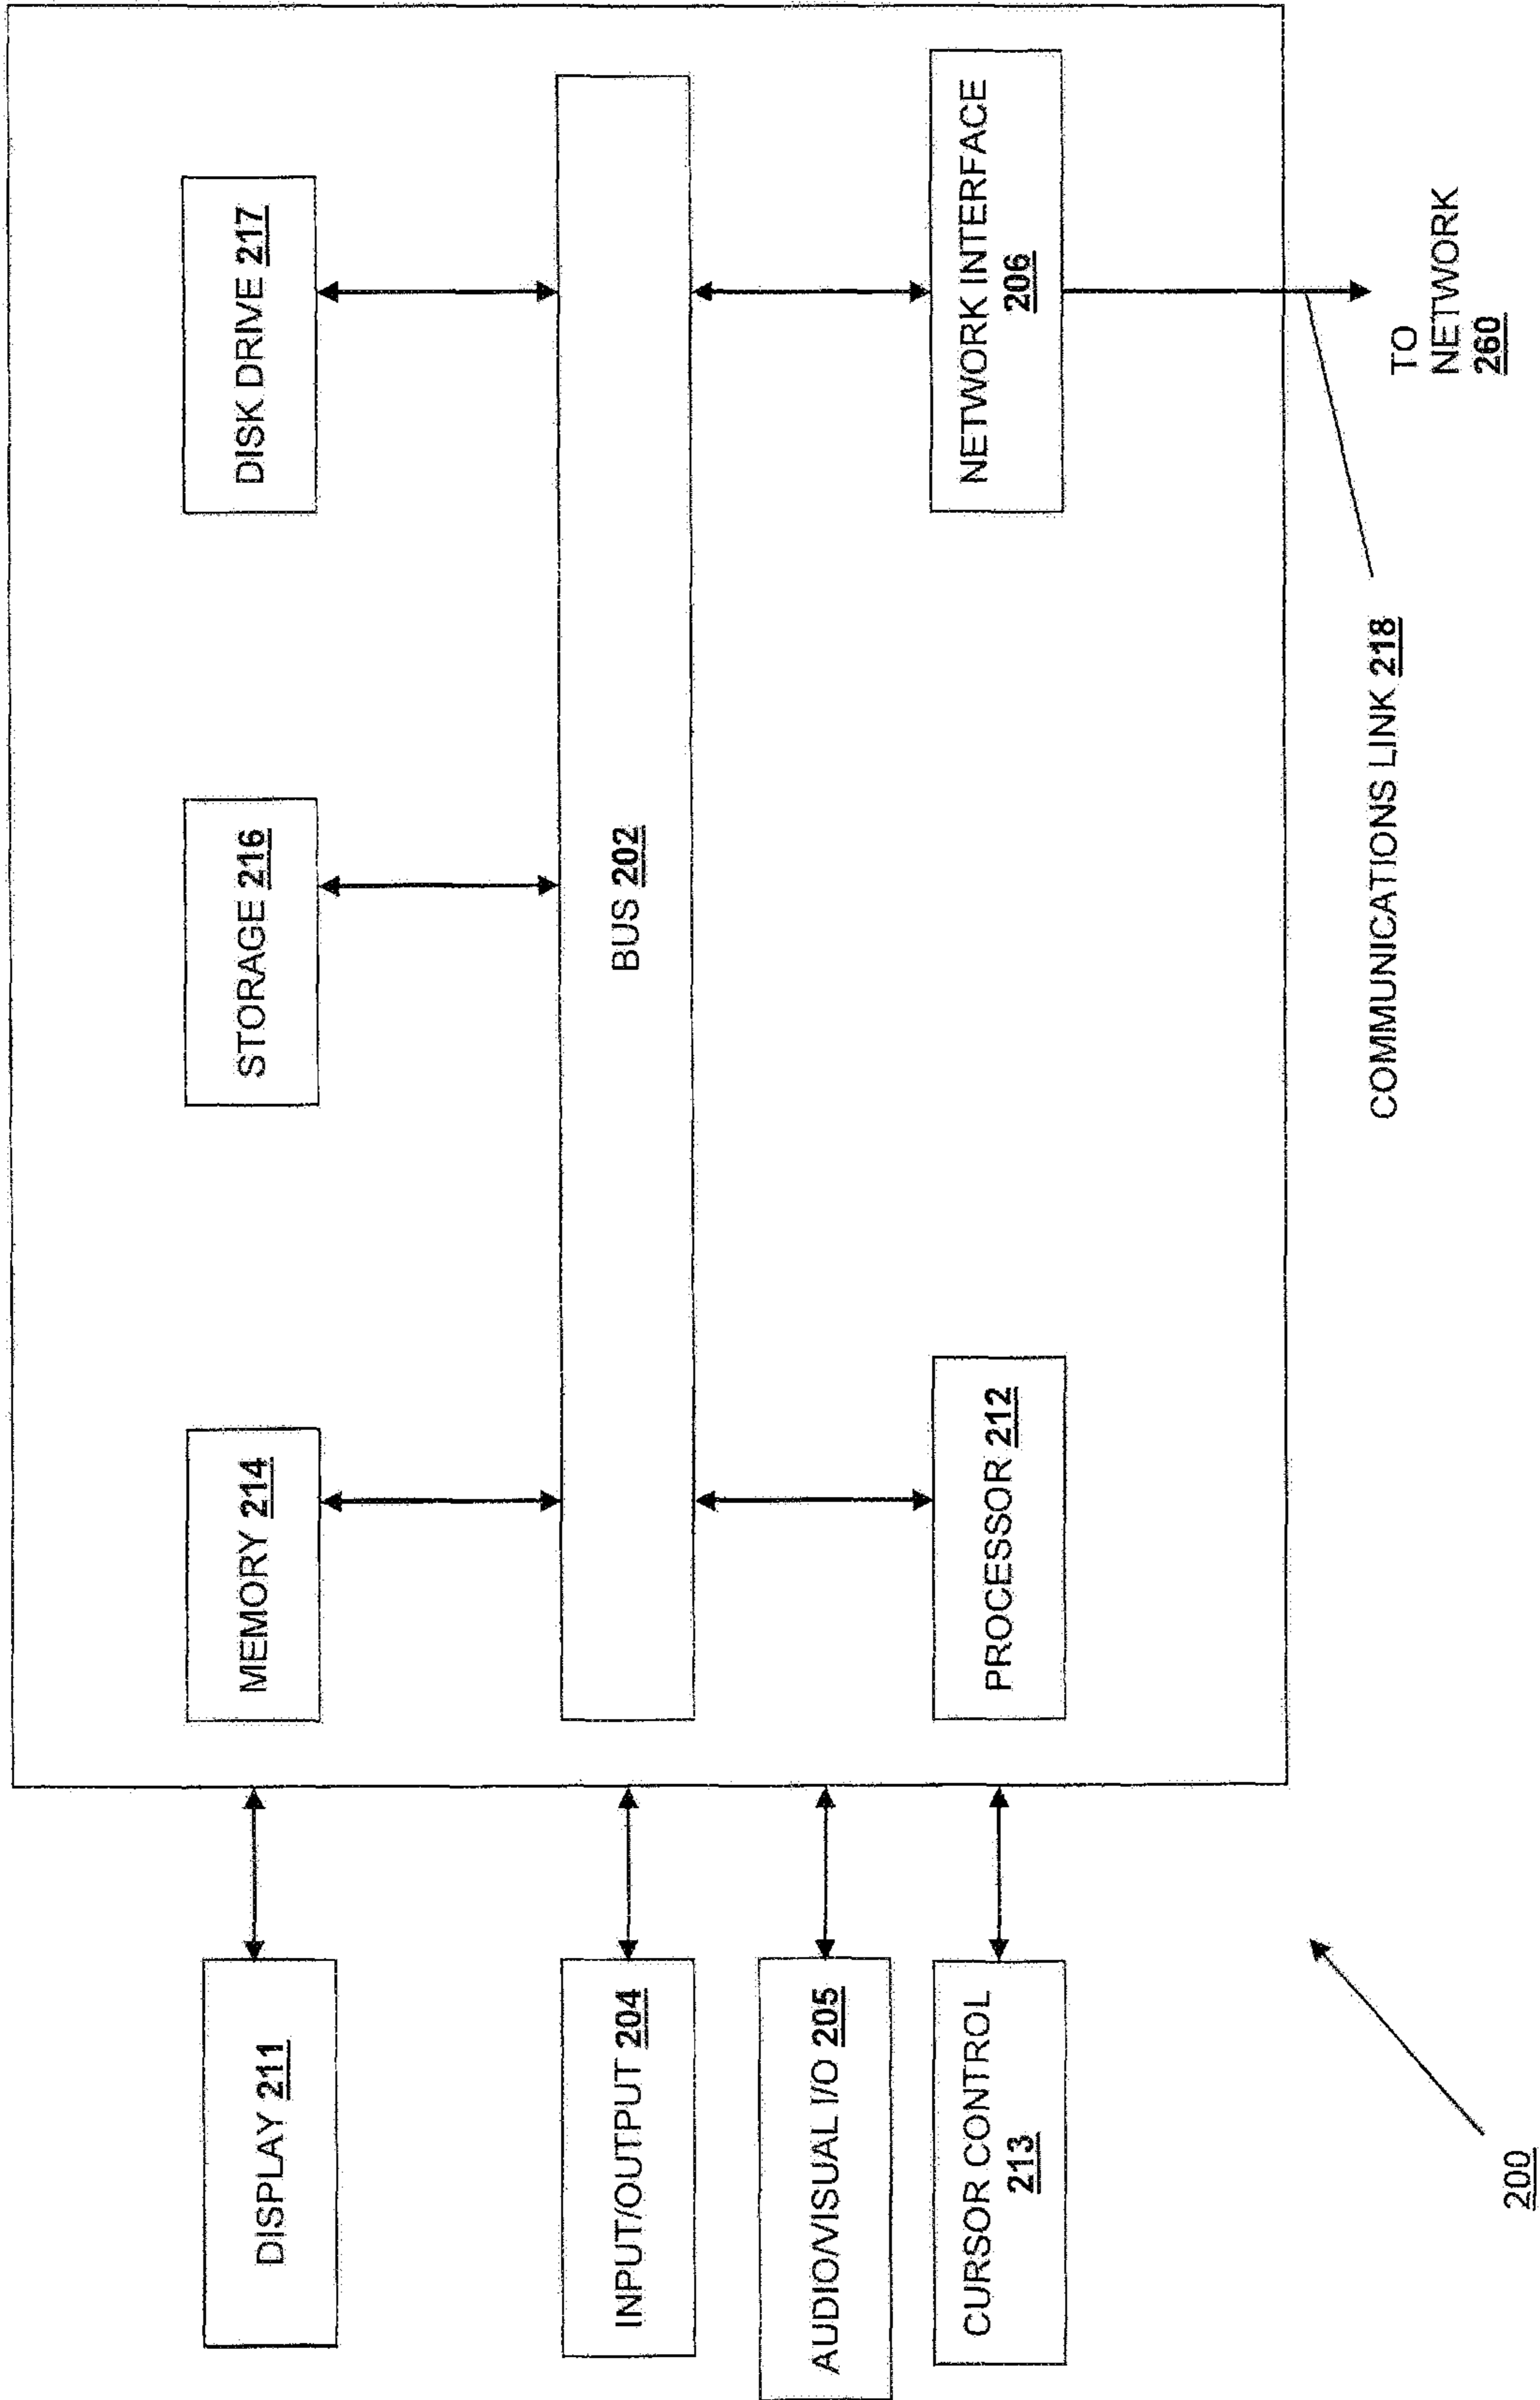 DISPLAY 211
INPUT/OUTPUT 204
AUDIO/VISUAL I/O 205
CURSOR CONTROL
213
MEMORY 214
STORAGE 216
DISK DRIVE 217
BUS 202
PROCESSOR 212
NETWORK INTERFACE
206
COMMUNICATIONS LINK 218
TO
NETWORK
260
200